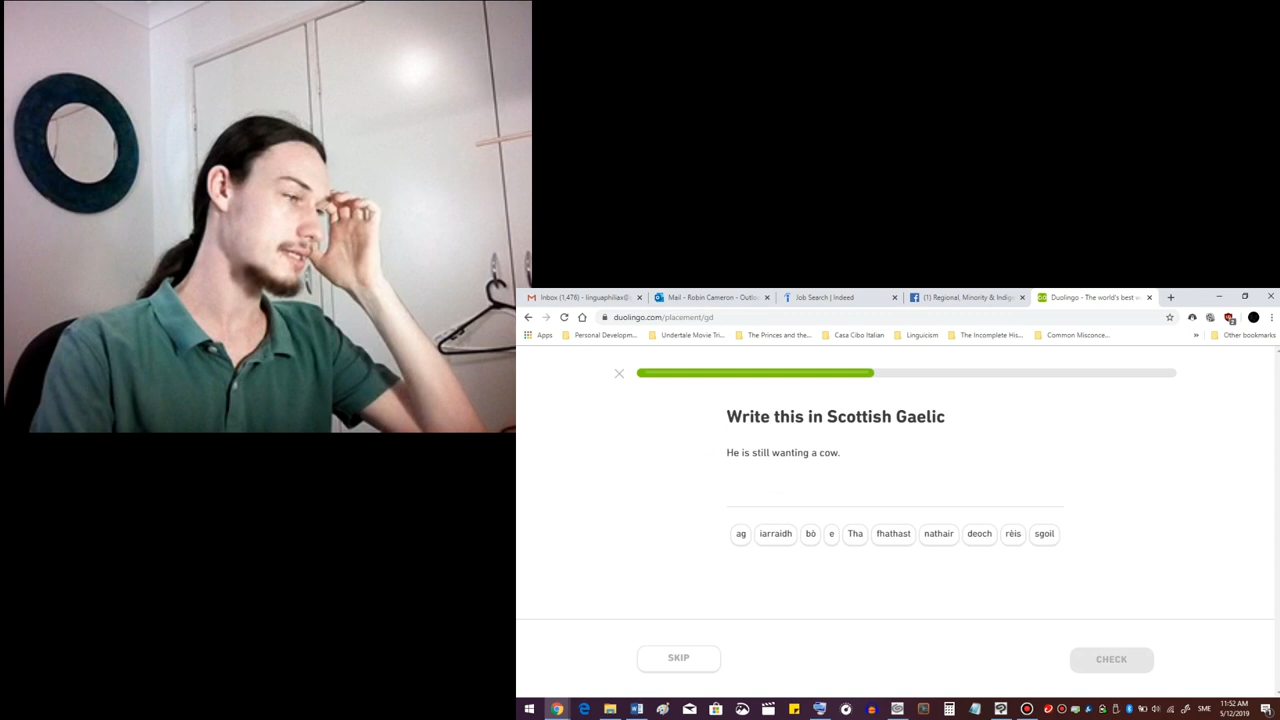 Inbox (1,476) - linguaphiliax@
Mail - Robin Cameron - Outlo
Job Search | Indeed
(1) Regional, Minority & Indige
Duolingo - The world's best w
duolingo.com/placement/gd
Apps
Personal Developm...
Undertale Movie Tri...
The Princes and the...
Casa Cibo Italian
Linguicism
The Incomplete His...
Common Misconce...
»
Other bookmarks
Write this in Scottish Gaelic
He is still wanting a cow.
ag iarraidh bò e Tha fhathast nathair deoch rèis sgoil
SKIP
CHECK
SME
11:52 AM
5/12/2019